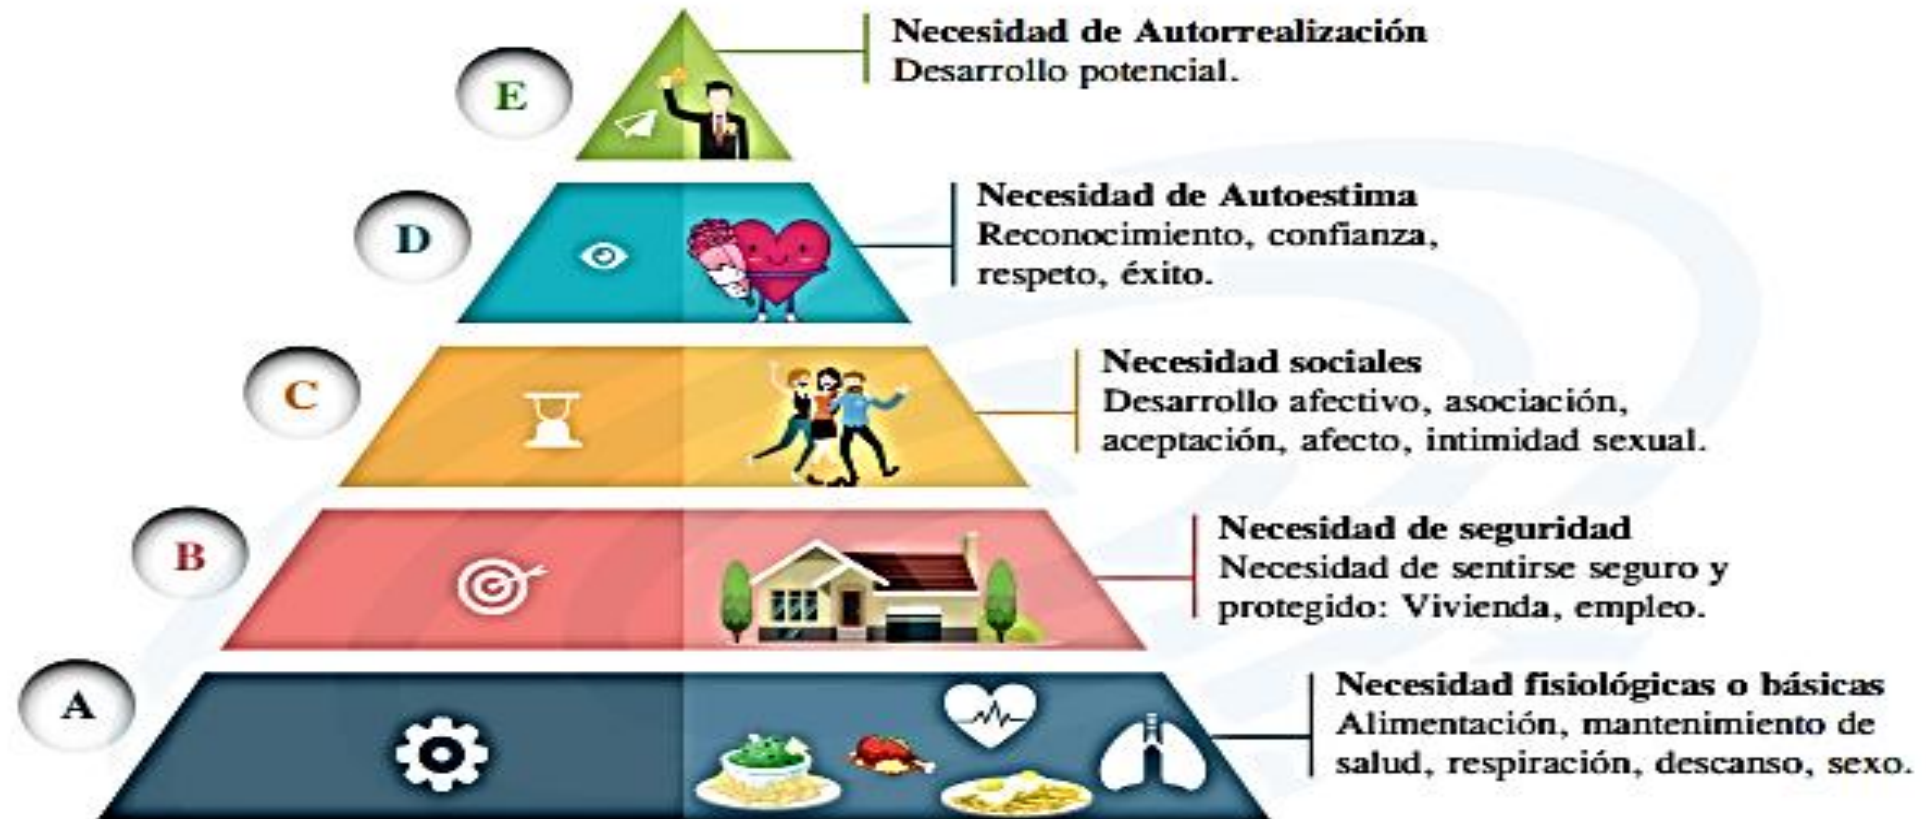 E
Necesidad de Autorrealización
Desarrollo potencial.
D
Necesidad de Autoestima
Reconocimiento, confianza,
respeto, éxito.
C
Necesidad sociales
Desarrollo afectivo, asociación,
aceptación, afecto, intimidad sexual.
B
Necesidad de seguridad
Necesidad de sentirse seguro y
protegido: Vivienda, empleo.
A
Necesidad fisiológicas o básicas
Alimentación, mantenimiento de
salud, respiración, descanso, sexo.